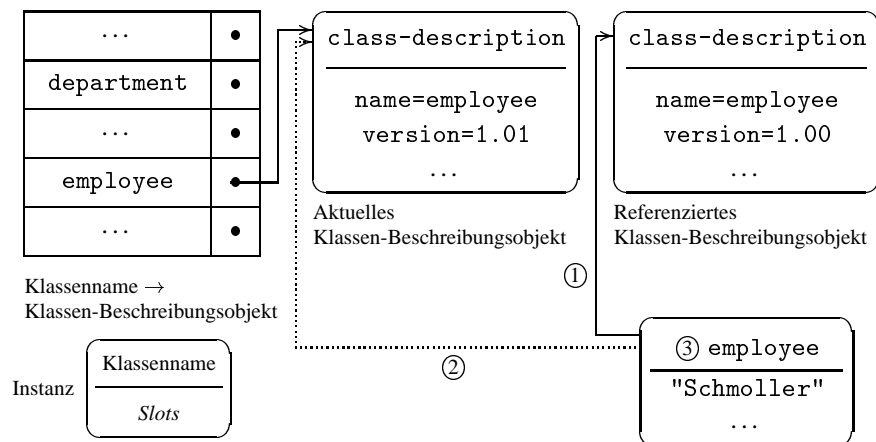 ...
department
...
employee
...
Klassenname →
Klassen-Beschreibungsobjekt
class-description
name=employee
version=1.01
...
Aktuelles
Klassen-Beschreibungsobjekt
class-description
name=employee
version=1.00
...
Referenziertes
Klassen-Beschreibungsobjekt
1
2
3 employee
"Schmoller"
...
Instanz
Klassenname
Slots